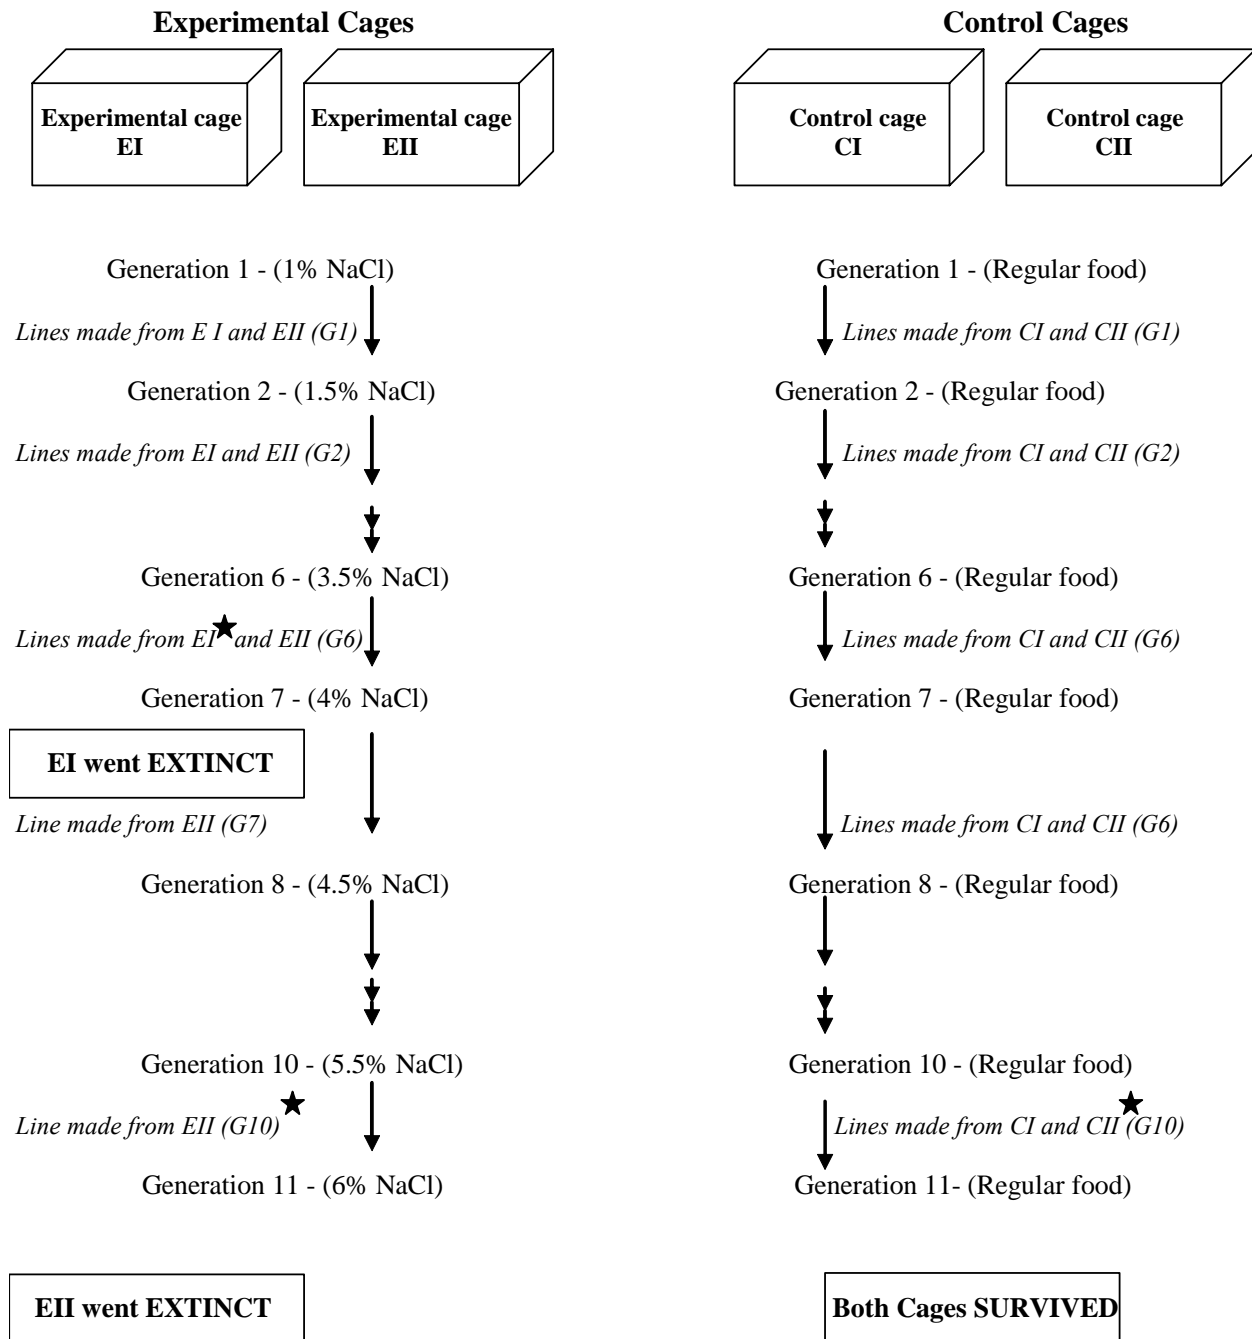 Experimental Cages
Control Cages
Experimental cage
EI
Experimental cage
EII
Control cage
CI
Control cage
CII
Generation 1 - (1% NaCl)
Generation 1 - (Regular food)
Lines made from E I and EII (G1)
Lines made from CI and CII (G1)
Generation 2 - (1.5% NaCl)
Generation 2 - (Regular food)
Lines made from EI and EII (G2)
Lines made from CI and CII (G2)
Generation 6 - (3.5% NaCl)
Generation 6 - (Regular food)
Lines made from EI★ and EII (G6)
Lines made from CI and CII (G6)
Generation 7 - (4% NaCl)
Generation 7 - (Regular food)
EI went EXTINCT
Line made from EII (G7)
Lines made from CI and CII (G6)
Generation 8 - (4.5% NaCl)
Generation 8 - (Regular food)
Generation 10 - (5.5% NaCl)
Generation 10 - (Regular food)
Line made from EII (G10)★
Lines made from CI and CII★ (G10)
Generation 11 - (6% NaCl)
Generation 11- (Regular food)
EII went EXTINCT
Both Cages SURVIVED